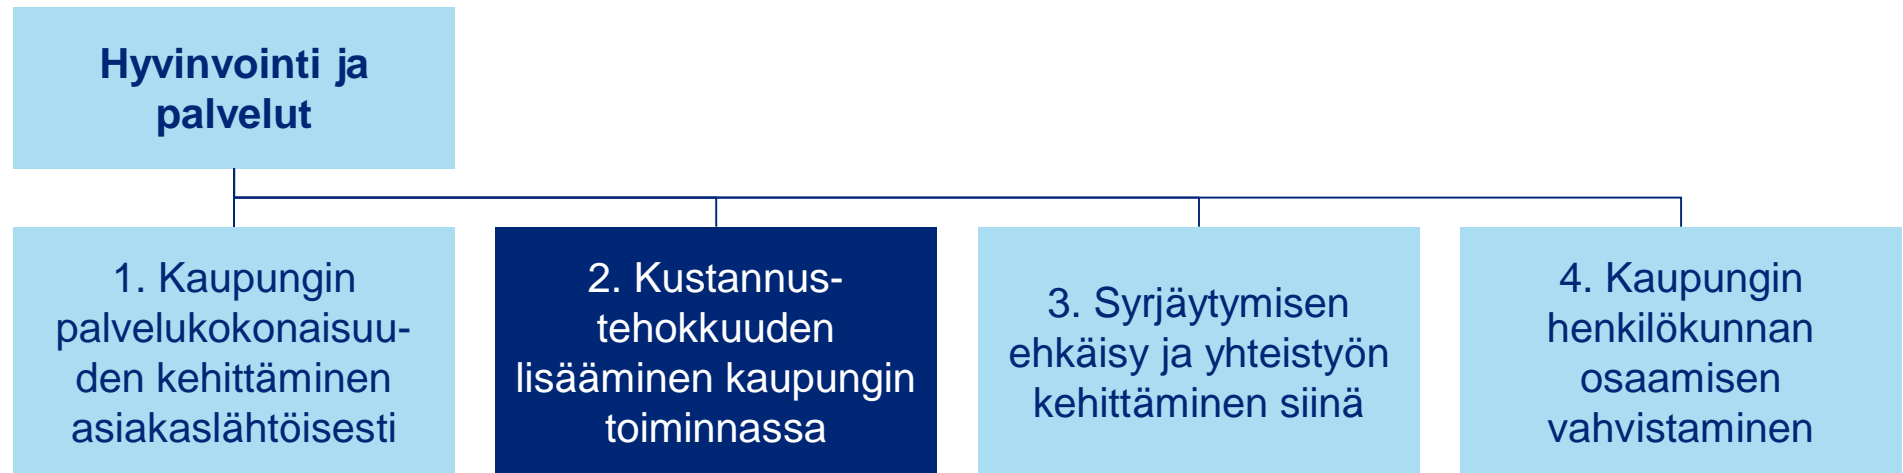 Hyvinvointi ja
palvelut
1. Kaupungin
palvelukokonaisuu-
den kehittäminen
asiakaslähtöisesti
2. Kustannus-
tehokkuuden
lisääminen kaupungin
toiminnassa
3. Syrjäytymisen
ehkäisy ja yhteistyön
kehittäminen siinä
4. Kaupungin
henkilökunnan
osaamisen
vahvistaminen